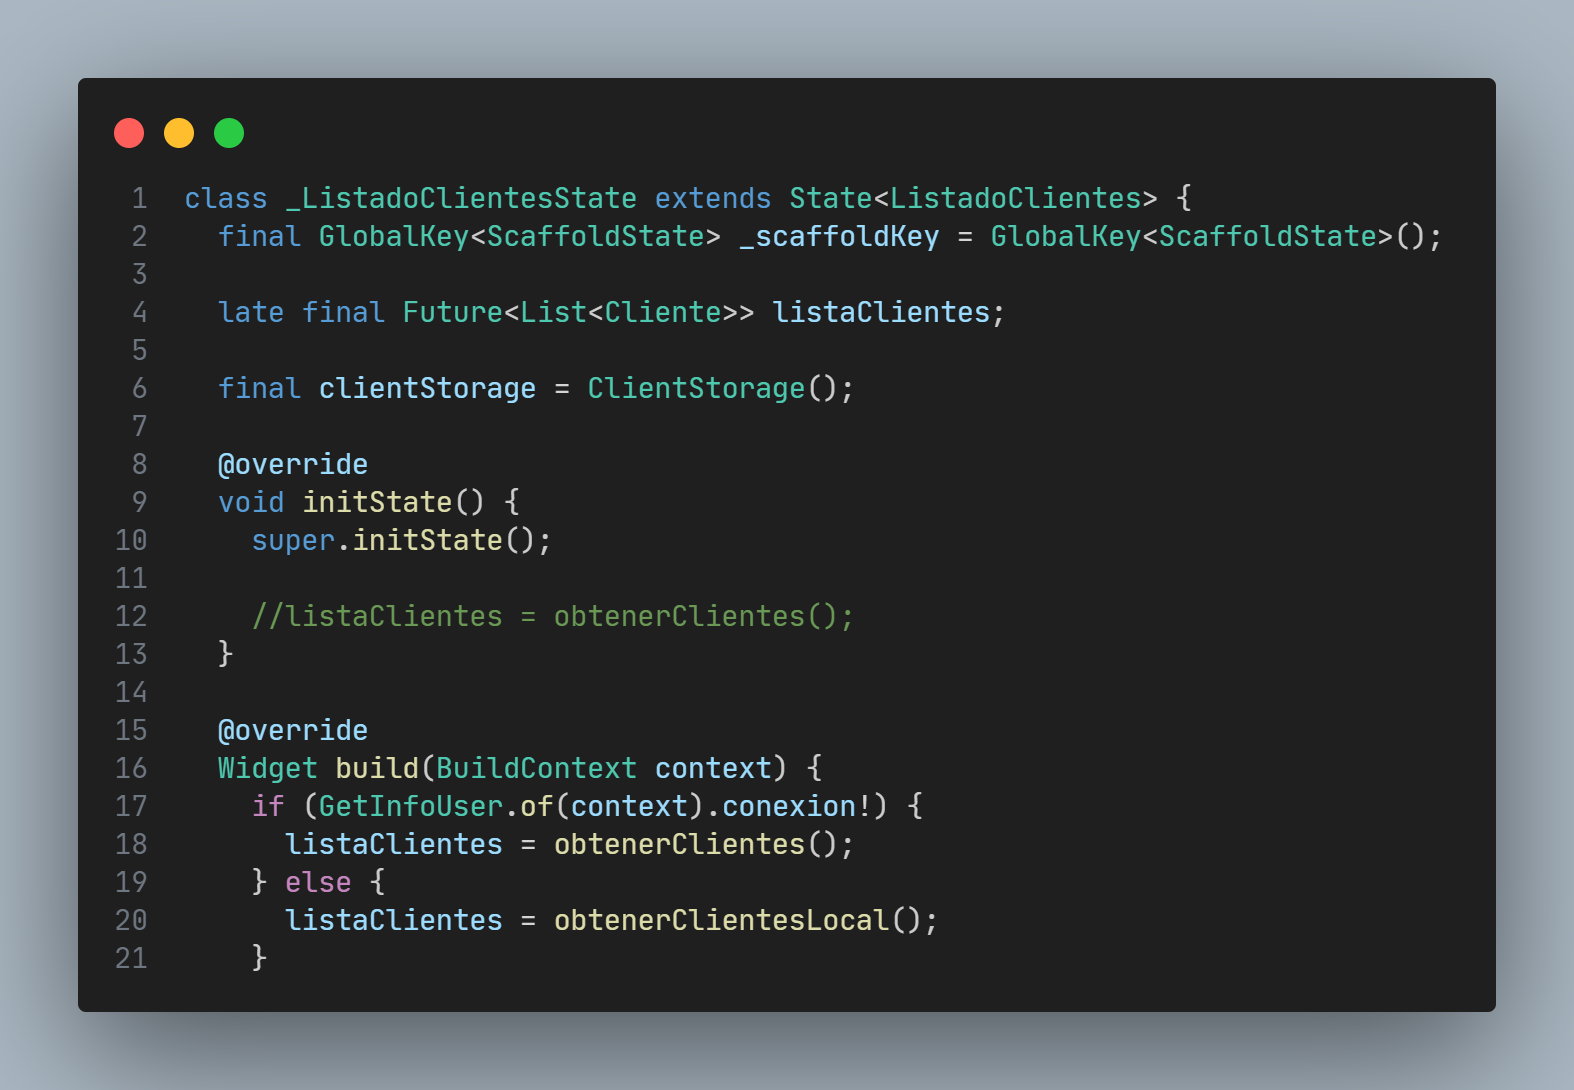 1 class _ListadoClientesState extends State<ListadoClientes> {
2 final GlobalKey<ScaffoldState> _scaffoldKey = GlobalKey<ScaffoldState>();
3
4 late final Future<List<Cliente>> listaClientes;
5
6 final clientStorage = ClientStorage();
7
8 @override
9 void initState() {
10 super.initState();
11
12 //listaClientes = obtenerClientes();
13 }
14
15 @override
16 Widget build(BuildContext context) {
17 if (GetInfoUser.of(context).conexion!) {
18 listaClientes = obtenerClientes();
19 } else {
20 listaClientes = obtenerClientesLocal();
21 }